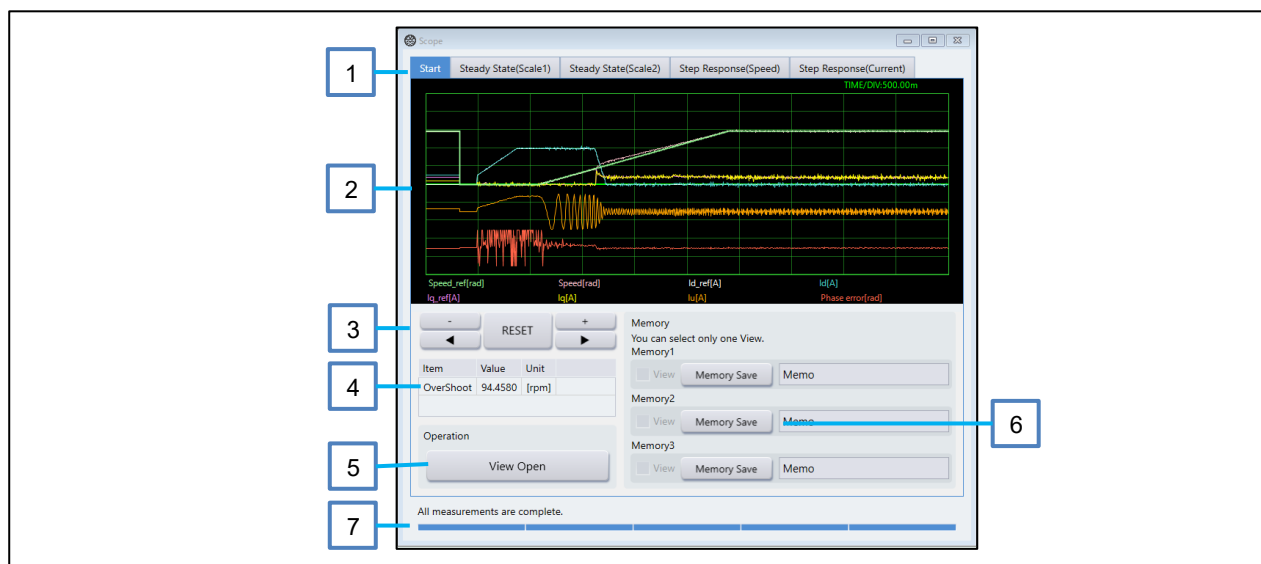 Scope
1
Start Steady State(Scale1) Steady State(Scale2) Step Response(Speed) Step Response(Current)
TIME/DIV:500.00m
2
Speed_ref[rad] Speed[rad] Id_ref[A] Id[A]
Iq_ref[A] Iq[A] Iu[A] Phase error[rad]
3
- RESET +
◀ ▶
Memory
You can select only one View.
Memory1
View Memory Save Memo
4
Item Value Unit
OverShoot 94.4580 [rpm]
Memory2
View Memory Save Memo
6
Operation
Memory3
5
View Open
View Memory Save Memo
All measurements are complete.
7